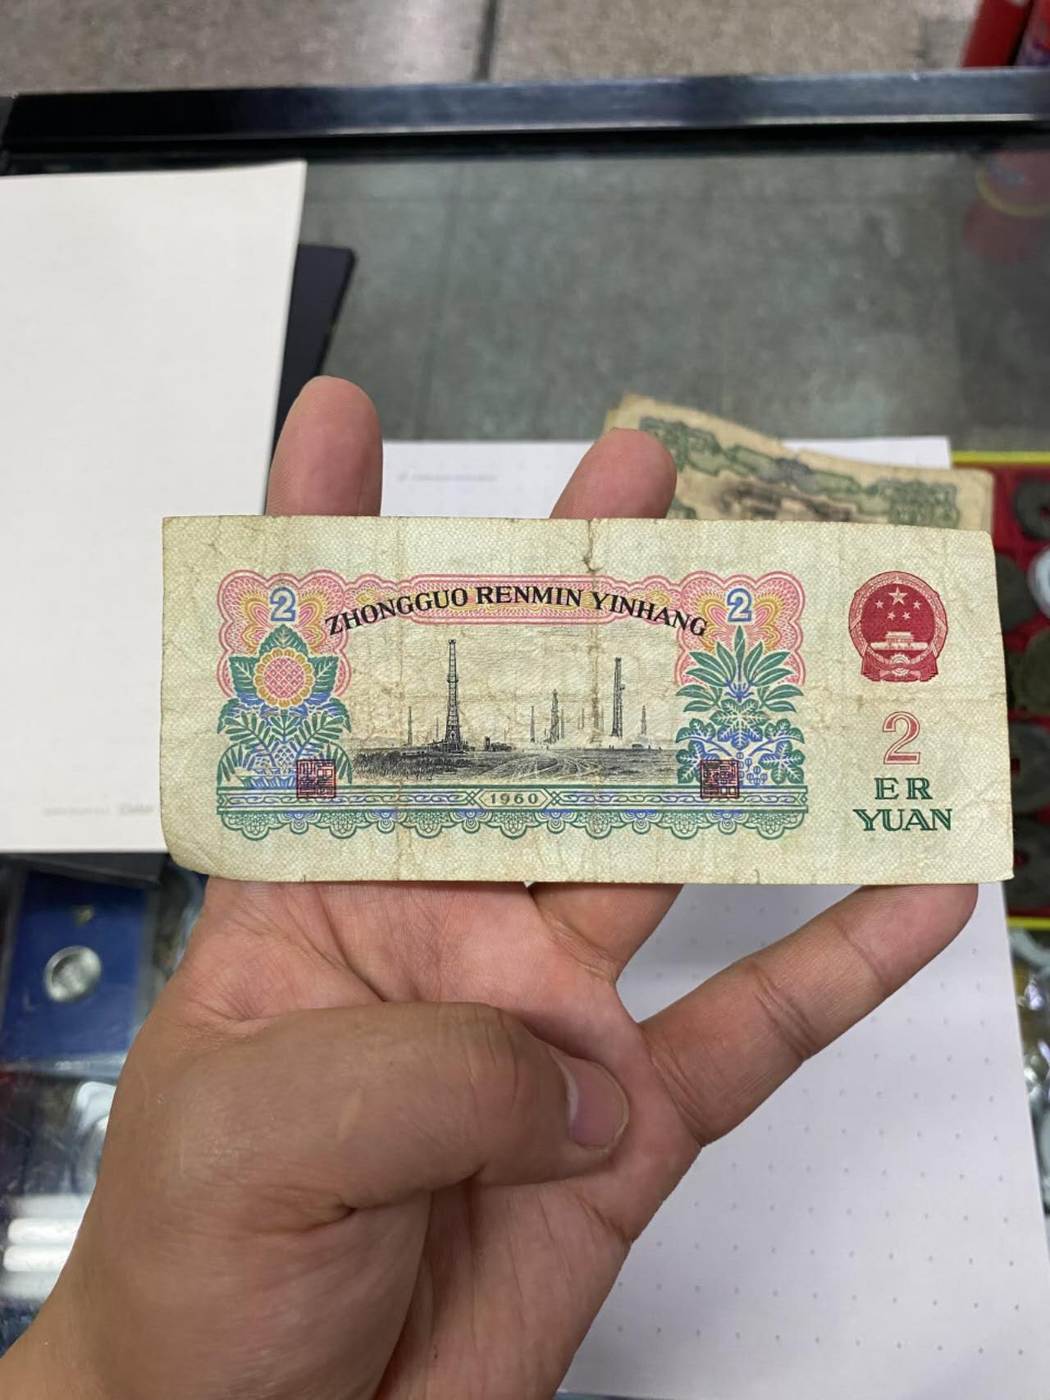 2
ZHONGGUO RENMIN YINHANG
2
1960
2
ER
YUAN